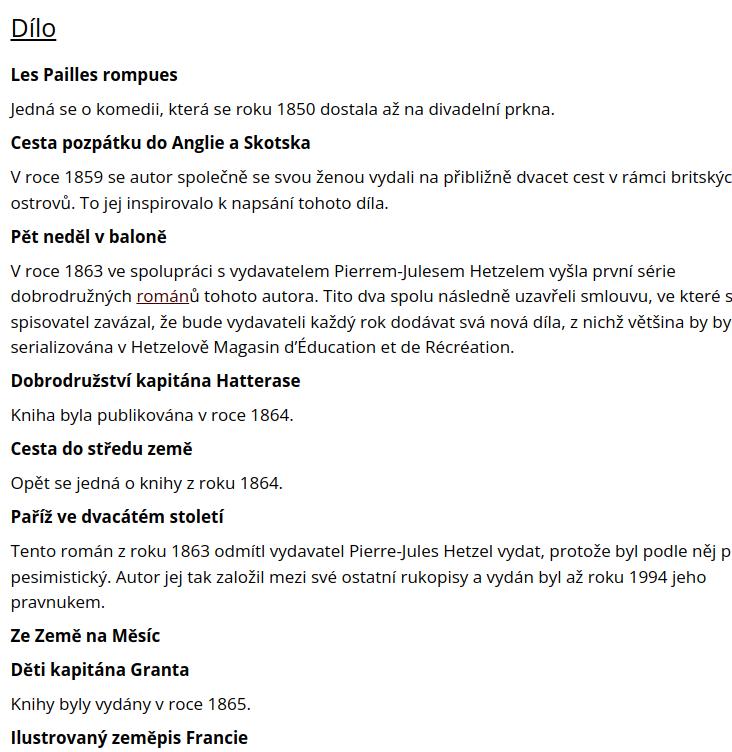 Dílo
Les Pailles rompues
Jedná se o komedii, která se roku 1850 dostala až na divadelní prkna.
Cesta pozpátku do Anglie a Skotska
V roce 1859 se autor společně se svou ženou vydali na přibližně dvacet cest v rámci britskýc
ostrovů. To jej inspirovalo k napsání tohoto díla.
Pět neděl v baloně
V roce 1863 ve spolupráci s vydavatelem Pierrem-Julesem Hetzelem vyšla první série
dobrodružných románů tohoto autora. Tito dva spolu následně uzavřeli smlouvu, ve které s
spisovatel zavázal, že bude vydavateli každý rok dodávat svá nová díla, z nichž většina by by
serializována v Hetzelově Magasin d’Éducation et de Récréation.
Dobrodružství kapitána Hatterase
Kniha byla publikována v roce 1864.
Cesta do středu země
Opět se jedná o knihy z roku 1864.
Paříž ve dvacátém století
Tento román z roku 1863 odmítl vydavatel Pierre-Jules Hetzel vydat, protože byl podle něj p
pesimistický. Autor jej tak založil mezi své ostatní rukopisy a vydán byl až roku 1994 jeho
pravnukem.
Ze Země na Měsíc
Děti kapitána Granta
Knihy byly vydány v roce 1865.
Ilustrovaný zeměpis Francie